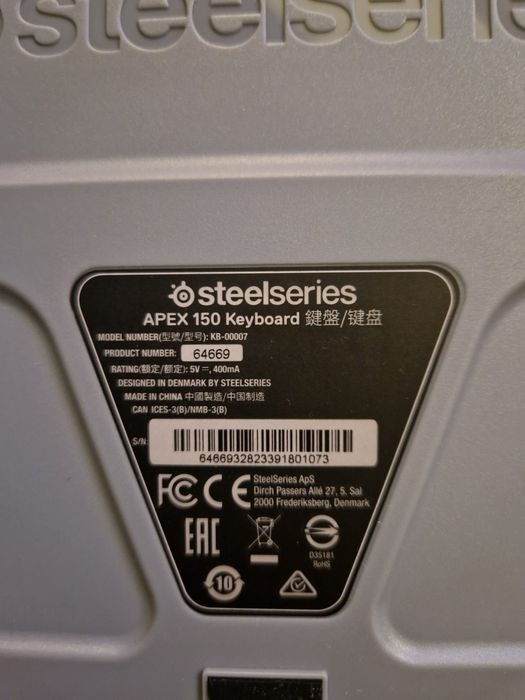 steelseries
steelseries
APEX 150 Keyboard 鍵盤/键盘
MODEL NUMBER(型號/型号): KB-00007
PRODUCT NUMBER: 64669
RATING(額定/额定): 5V⎓, 400mA
DESIGNED IN DENMARK BY STEELSERIES
MADE IN CHINA 中國製造/中国制造
CAN ICES-3(B)/NMB-3(B)
S/N:
6466932823391801073
FC CE
SteelSeries ApS
Dirch Passers Allé 27, 5. Sal
2000 Frederiksberg, Denmark
EAC
D35181
RoHS
10